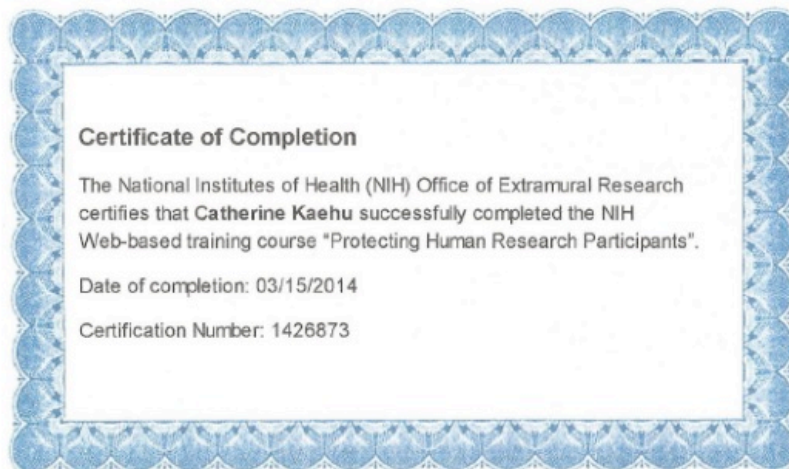 Certificate of Completion
The National Institutes of Health (NIH) Office of Extramural Research
certifies that Catherine Kaehu successfully completed the NIH
Web-based training course “Protecting Human Research Participants”.
Date of completion: 03/15/2014
Certification Number: 1426873